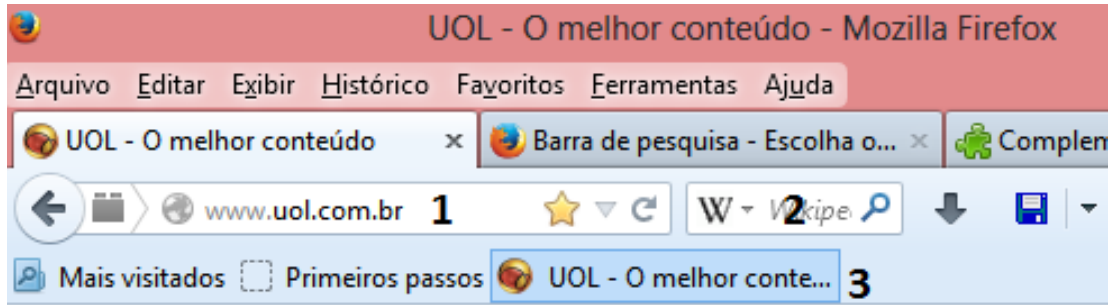 UOL - O melhor conteúdo - Mozilla Firefox
Arquivo Editar Exibir Histórico Favoritos Ferramentas Ajuda
UOL - O melhor conteúdo × Barra de pesquisa - Escolha o... × Complem
www.uol.com.br 1 W 2
Mais visitados Primeiros passos UOL - O melhor conte... 3